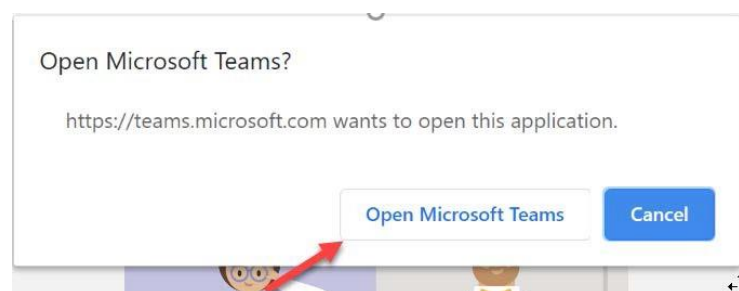 Open Microsoft Teams?
https://teams.microsoft.com wants to open this application.
Open Microsoft Teams
Cancel